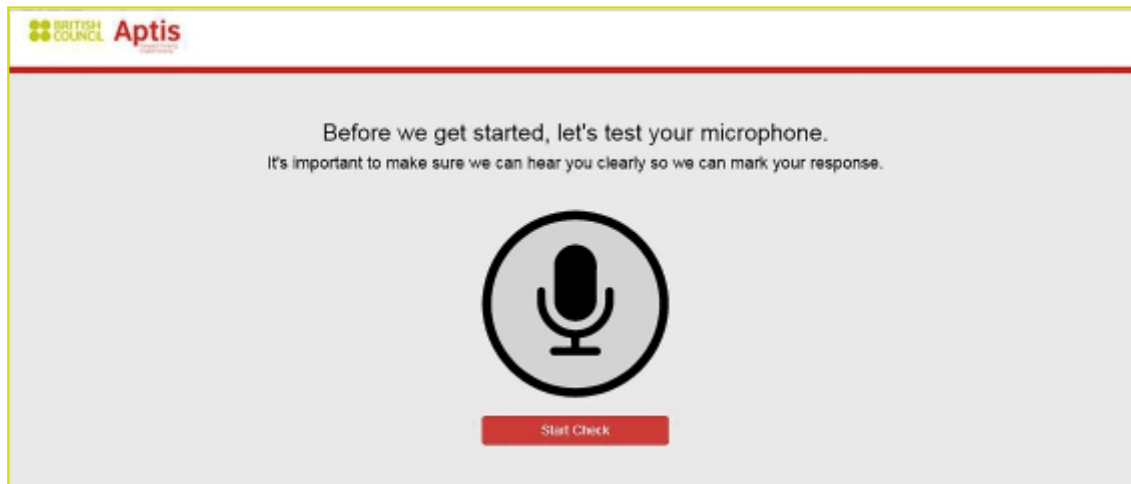 BRITISH
COUNCIL
Aptis
Before we get started, let's test your microphone.
It's important to make sure we can hear you clearly so we can mark your response.
Start Check